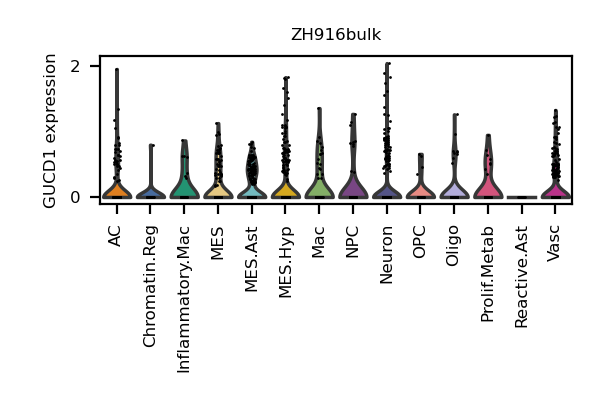 ZH916bulk
GUCD1 expression
2
0
AC
Chromatin.Reg
Inflammatory.Mac
MES
MES.Ast
MES.Hyp
Mac
NPC
Neuron
OPC
Oligo
Prolif.Metab
Reactive.Ast
Vasc